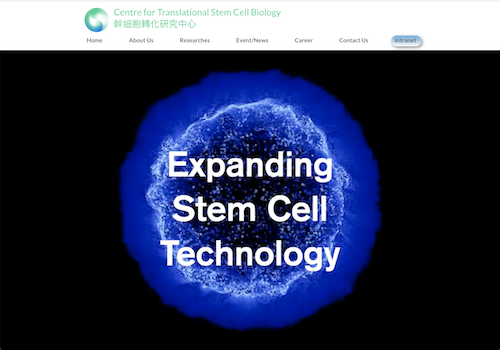 Centre for Translational Stem Cell Biology
幹細胞轉化研究中心
Home About Us Researches Event/News Career Contact Us Intranet
Expanding
Stem Cell
Technology